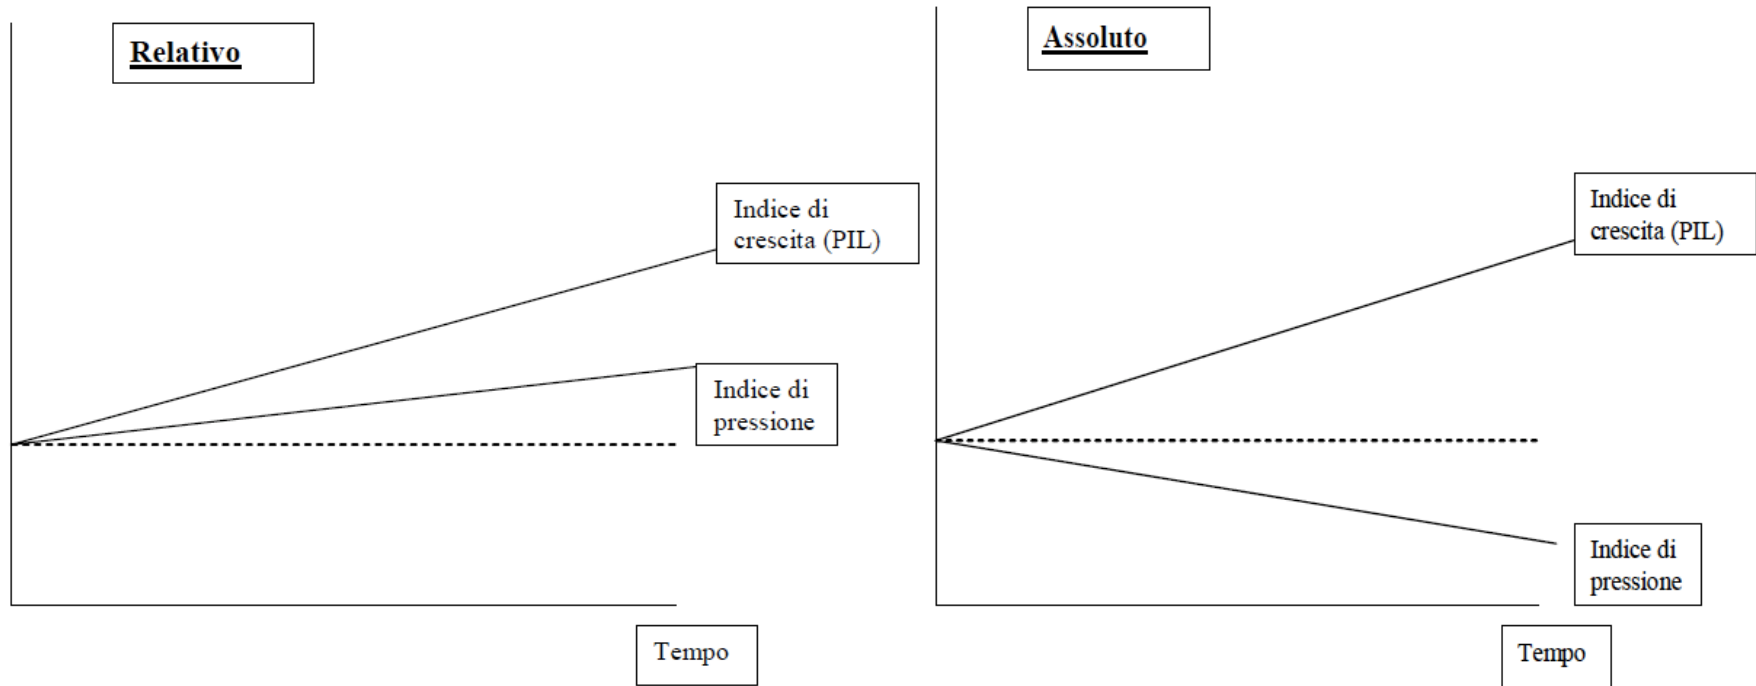 Relativo
Indice di
crescita (PIL)
Indice di
pressione
Tempo
Assoluto
Indice di
crescita (PIL)
Indice di
pressione
Tempo